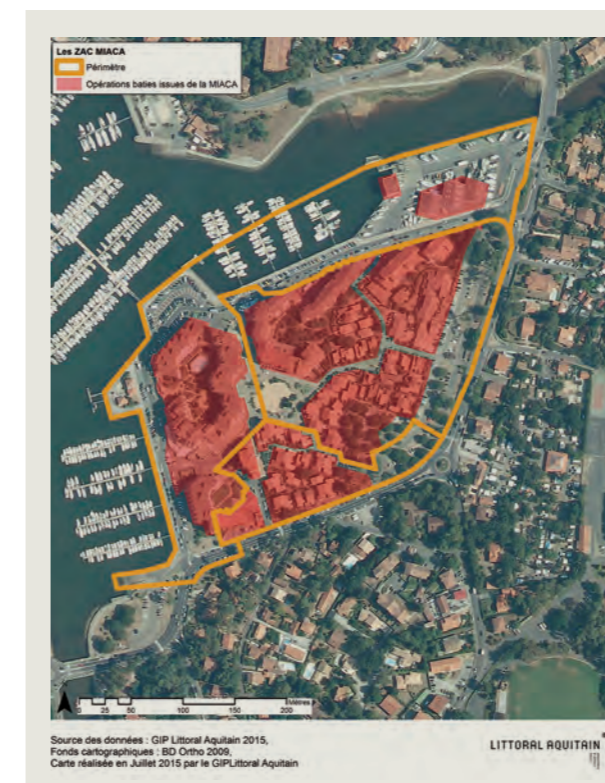 Les ZAC MIACA
Périmètre
Opérations baties issues de la MIACA
0 25 50 100 150 200
Mètres
Source des données : GIP Littoral Aquitain 2015,
Fonds cartographiques : BD Ortho 2009,
Carte réalisée en Juillet 2015 par le GIPLittoral Aquitain
LITTORAL AQUITAIN